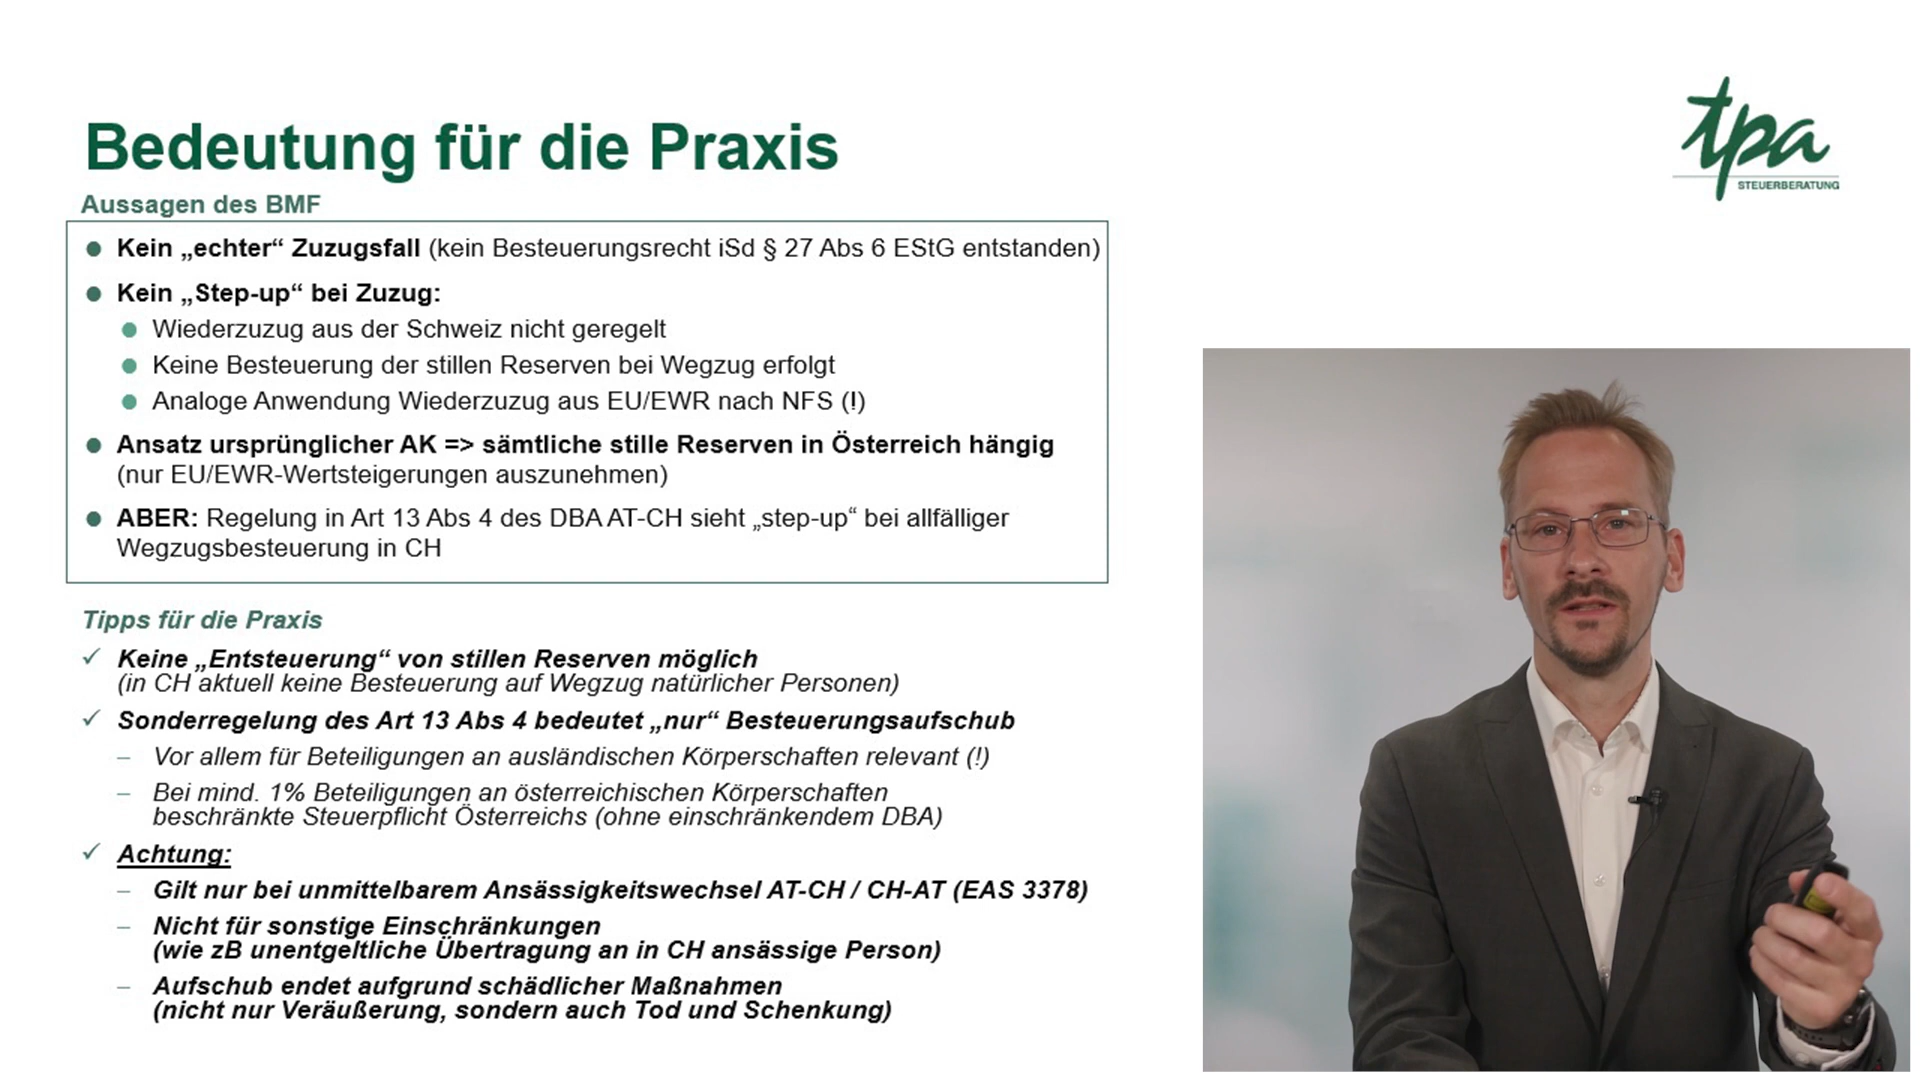 Bedeutung für die Praxis
tpa
STEUERBERATUNG
Aussagen des BMF
Kein „echter“ Zuzugsfall (kein Besteuerungsrecht iSd § 27 Abs 6 EStG entstanden)
Kein „Step-up“ bei Zuzug:
Wiederzuzug aus der Schweiz nicht geregelt
Keine Besteuerung der stillen Reserven bei Wegzug erfolgt
Analoge Anwendung Wiederzuzug aus EU/EWR nach NFS (!)
Ansatz ursprünglicher AK => sämtliche stille Reserven in Österreich hängig
(nur EU/EWR-Wertsteigerungen auszunehmen)
ABER: Regelung in Art 13 Abs 4 des DBA AT-CH sieht „step-up“ bei allfälliger
Wegzugsbesteuerung in CH
Tipps für die Praxis
✓ Keine „Entsteuerung“ von stillen Reserven möglich
(in CH aktuell keine Besteuerung auf Wegzug natürlicher Personen)
✓ Sonderregelung des Art 13 Abs 4 bedeutet „nur“ Besteuerungsaufschub
– Vor allem für Beteiligungen an ausländischen Körperschaften relevant (!)
– Bei mind. 1% Beteiligungen an österreichischen Körperschaften
beschränkte Steuerpflicht Österreichs (ohne einschränkendem DBA)
✓ Achtung:
– Gilt nur bei unmittelbarem Ansässigkeitswechsel AT-CH / CH-AT (EAS 3378)
– Nicht für sonstige Einschränkungen
(wie zB unentgeltliche Übertragung an in CH ansässige Person)
– Aufschub endet aufgrund schädlicher Maßnahmen
(nicht nur Veräußerung, sondern auch Tod und Schenkung)